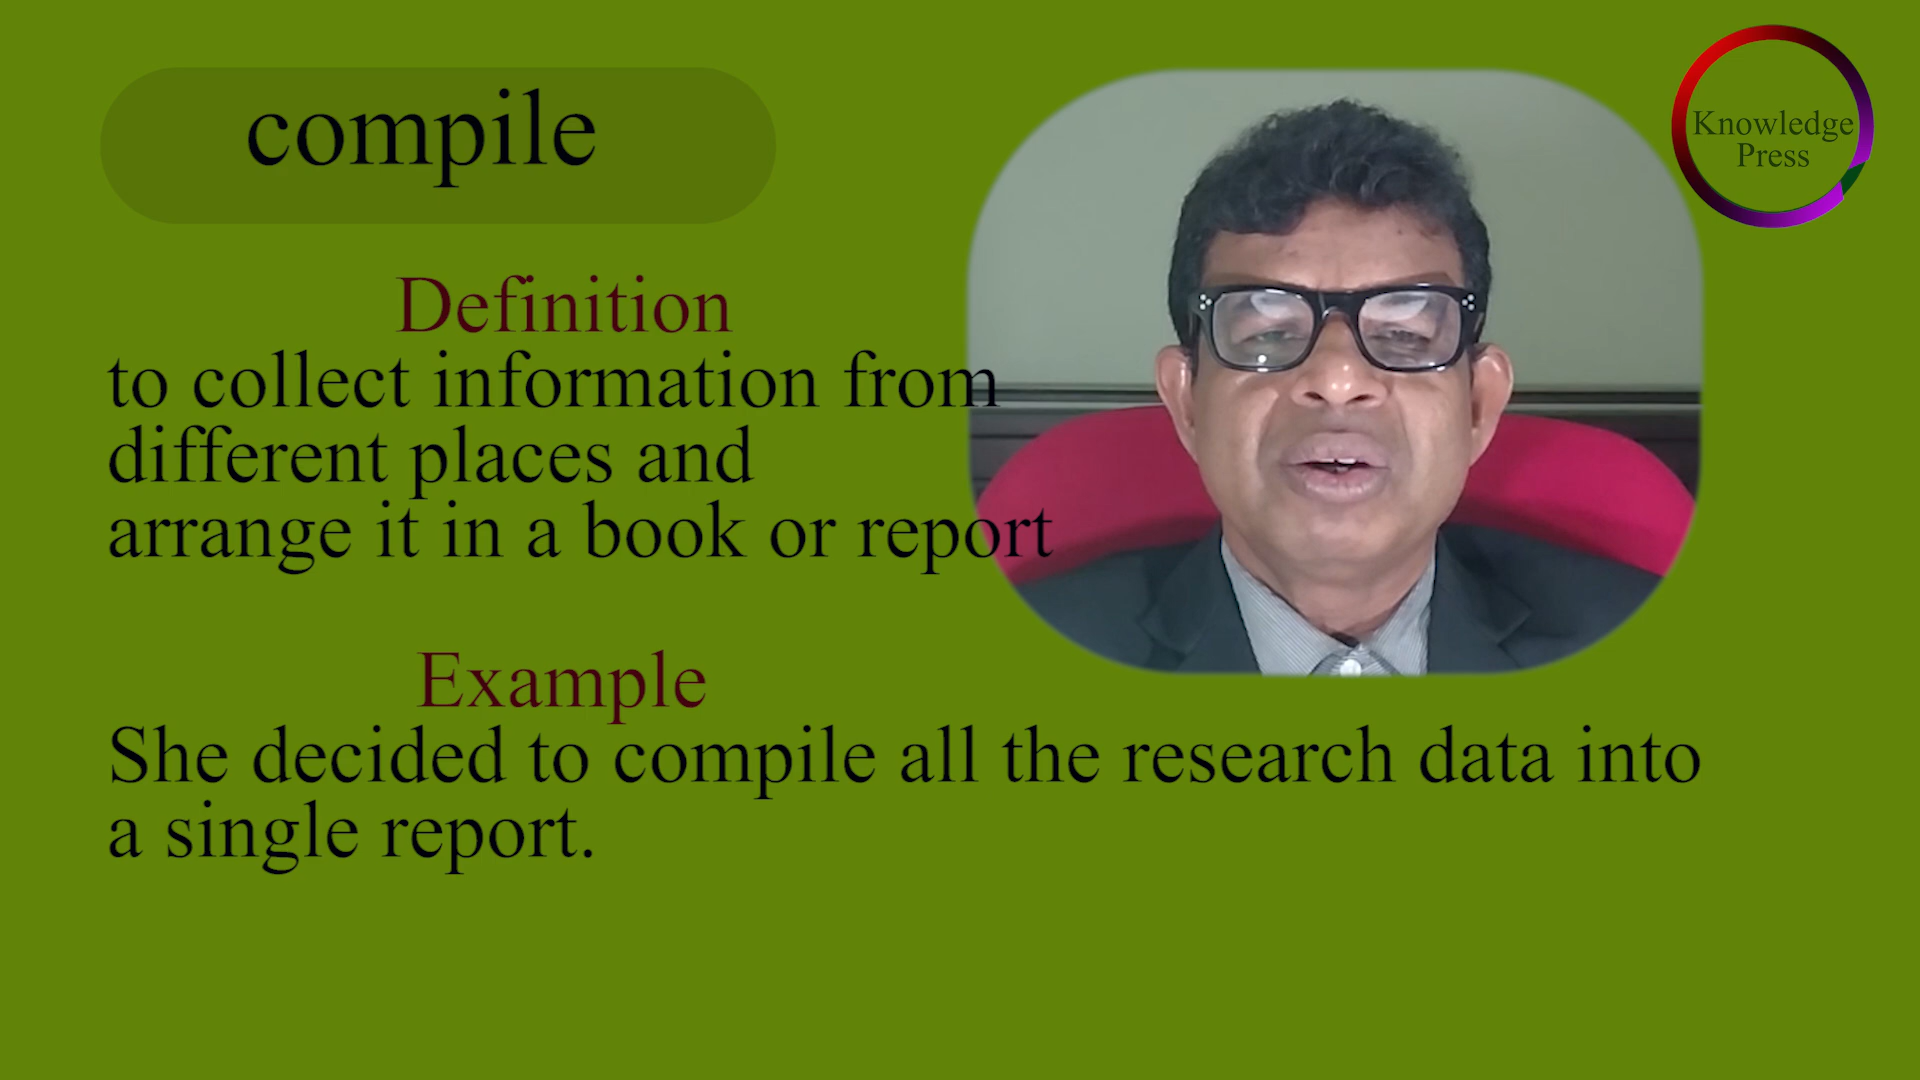 compile
Knowledge
Press
Definition
to collect information from
different places and
arrange it in a book or report
Example
She decided to compile all the research data into
a single report.